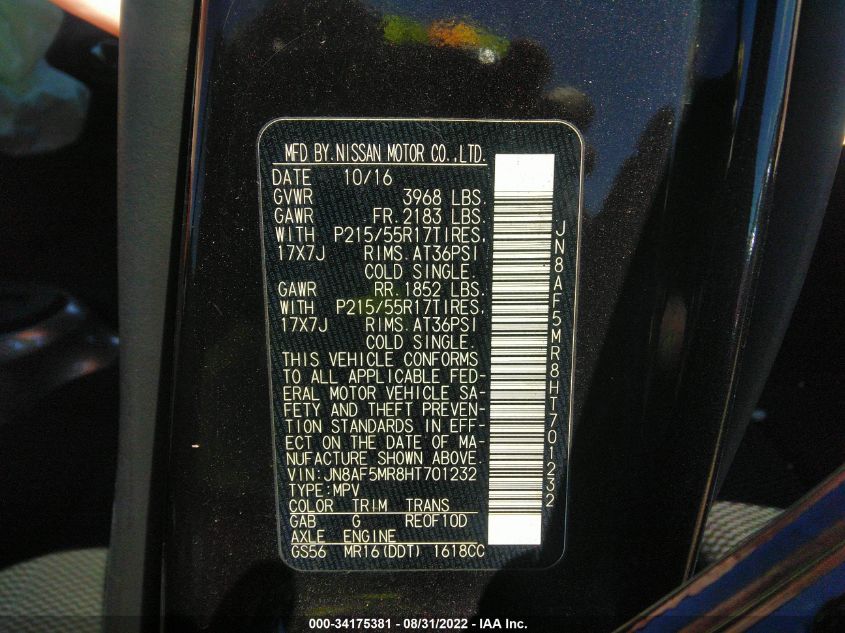 MFD BY.NISSAN MOTOR CO.,LTD.
DATE 10/16
GVWR 3968 LBS.
GAWR FR.2183 LBS.
WITH P215/55R17TIRES,
17X7J RIMS.AT36PSI
COLD SINGLE.
GAWR RR.1852 LBS.
WITH P215/55R17TIRES,
17X7J RIMS.AT36PSI
COLD SINGLE.
THIS VEHICLE CONFORMS
TO ALL APPLICABLE FED-
ERAL MOTOR VEHICLE SA-
FETY AND THEFT PREVEN-
TION STANDARDS IN EFF-
ECT ON THE DATE OF MA-
NUFACTURE SHOWN ABOVE.
VIN:JN8AF5MR8HT701232
TYPE:MPV
COLOR TRIM TRANS
GAB G RE0F10D
AXLE ENGINE
GS56 MR16(DDT) 1618CC
JN8AF5MR8HT701232
000-34175381 - 08/31/2022 - IAA Inc.